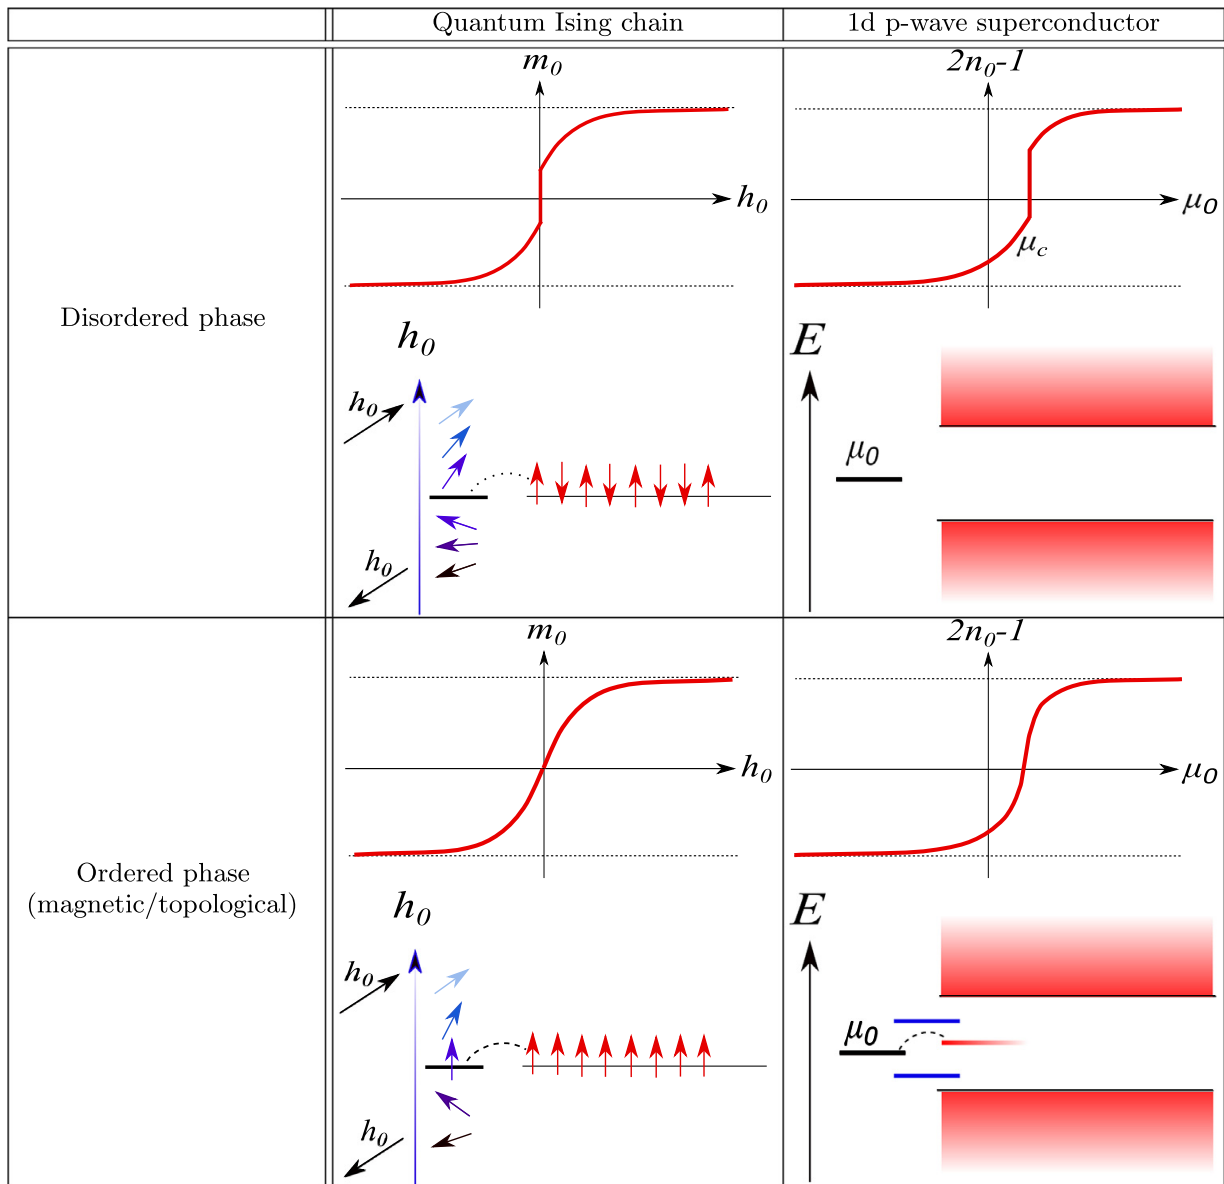 Quantum Ising chain
1d p-wave superconductor
Disordered phase
m₀
h₀
2n₀-1
μ₀
μ_c
h₀
h₀
h₀
E
μ₀
Ordered phase
(magnetic/topological)
m₀
h₀
2n₀-1
μ₀
h₀
h₀
h₀
E
μ₀